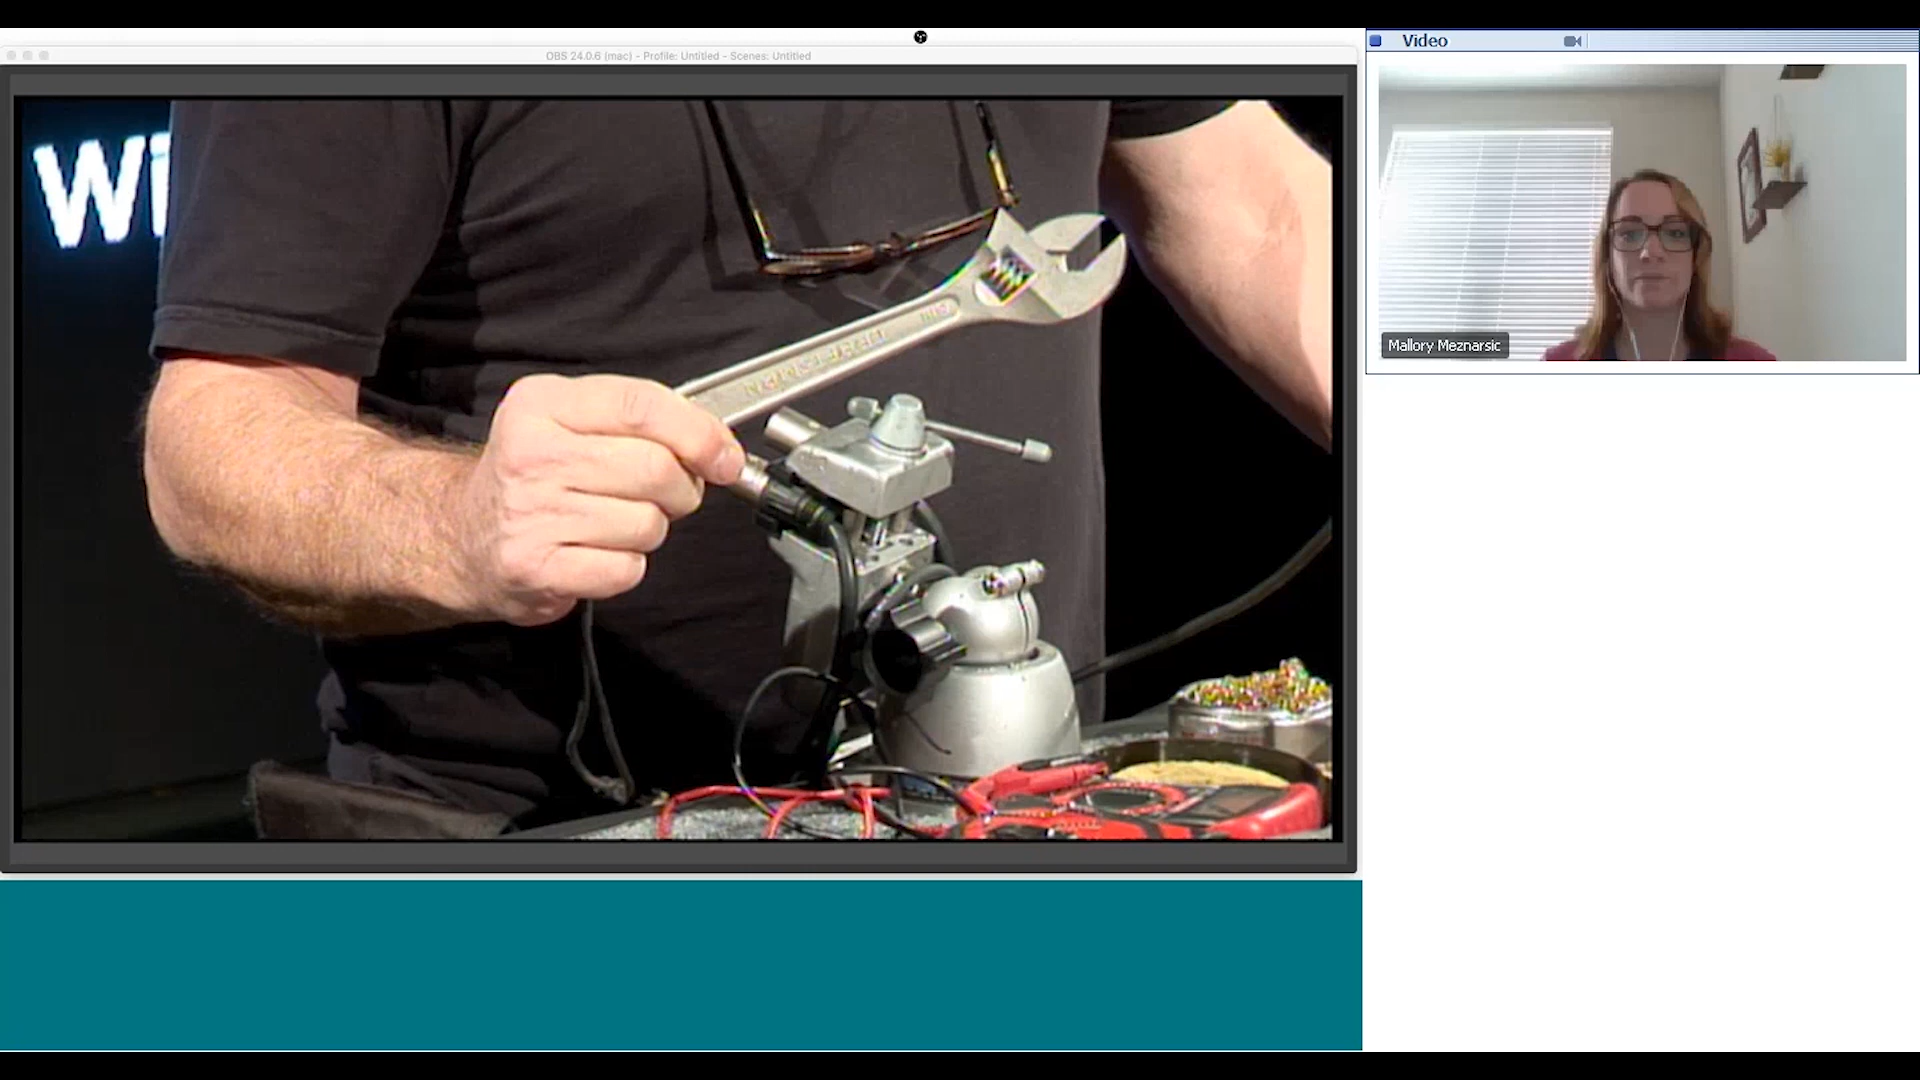 OBS 24.0.6 (mac) - Profile: Untitled - Scenes: Untitled
Video
Wi
Mallory Meznarsic